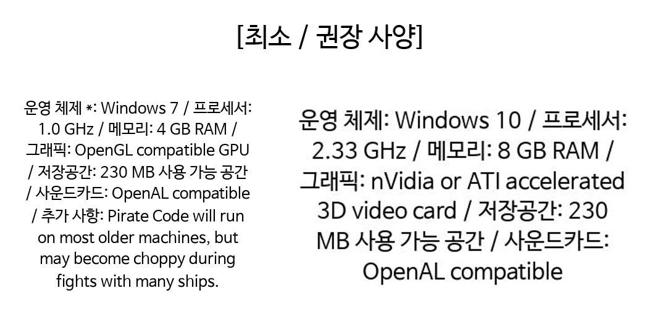 [최소 / 권장 사양]
운영 체제 *: Windows 7 / 프로세서:
1.0 GHz / 메모리: 4 GB RAM /
그래픽: OpenGL compatible GPU
/ 저장공간: 230 MB 사용 가능 공간
/ 사운드카드: OpenAL compatible
/ 추가 사항: Pirate Code will run
on most older machines, but
may become choppy during
fights with many ships.
운영 체제: Windows 10 / 프로세서:
2.33 GHz / 메모리: 8 GB RAM /
그래픽: nVidia or ATI accelerated
3D video card / 저장공간: 230
MB 사용 가능 공간 / 사운드카드:
OpenAL compatible